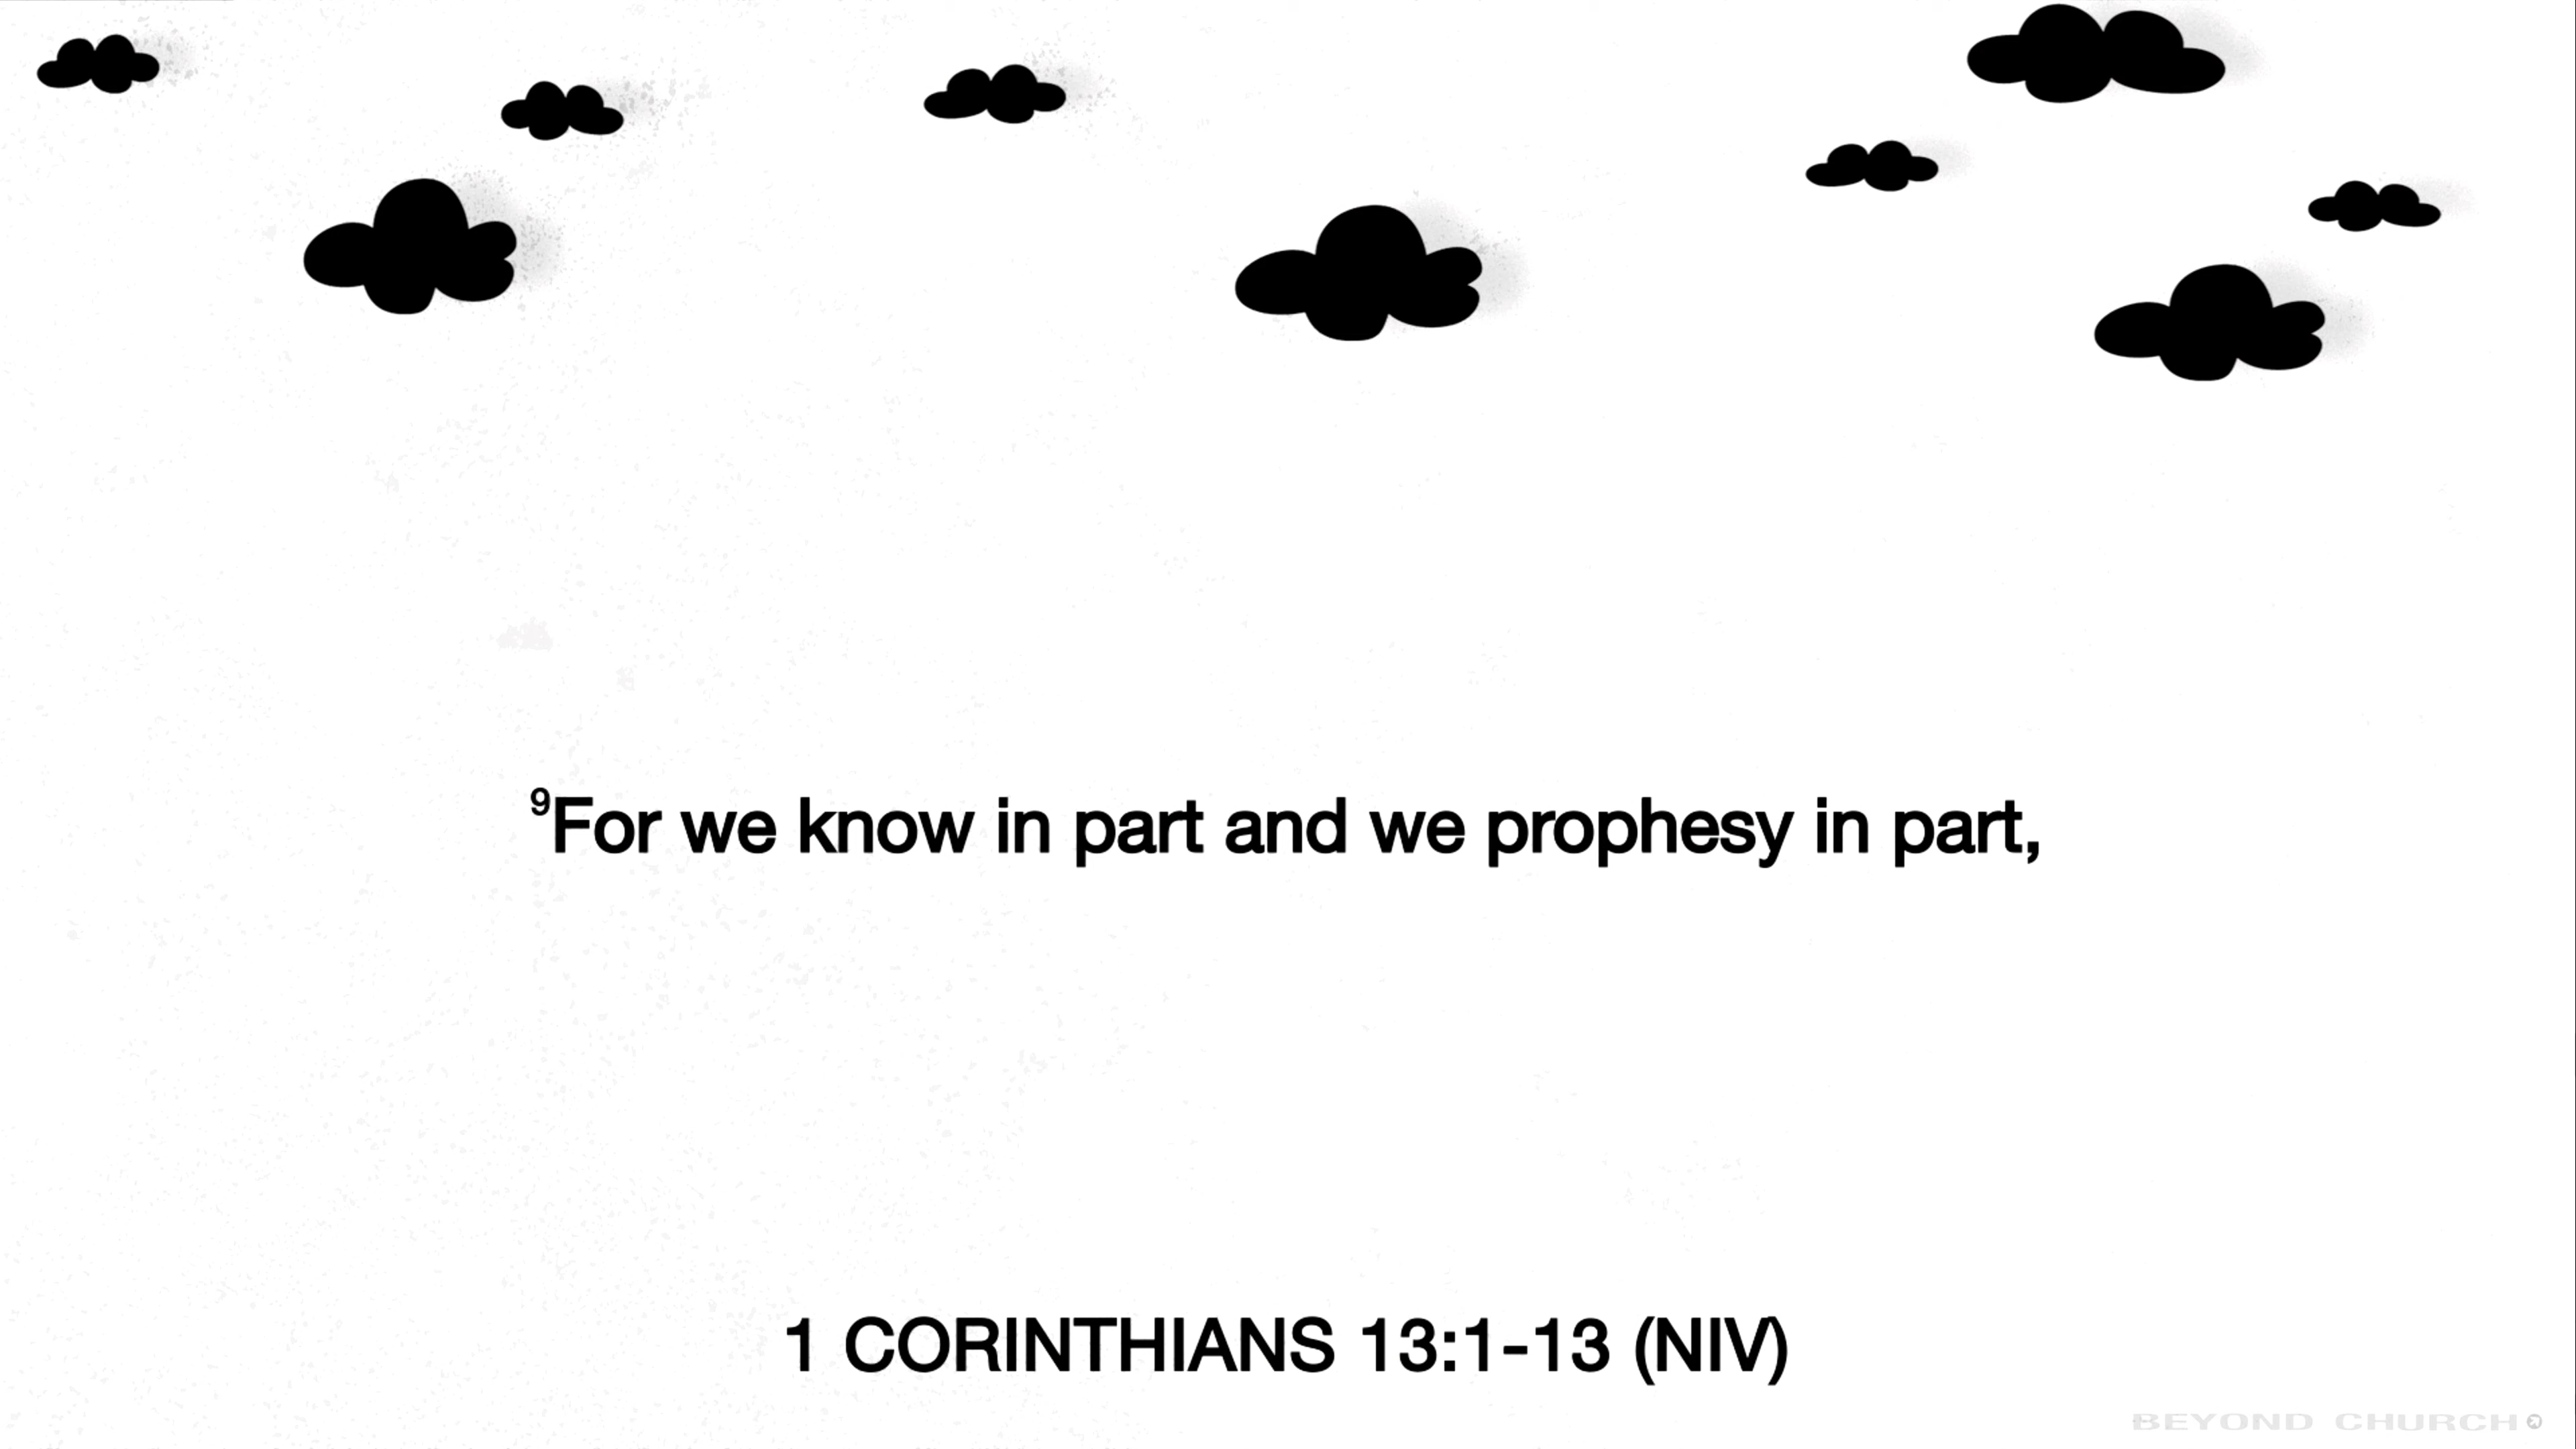 ⁹For we know in part and we prophesy in part,
1 CORINTHIANS 13:1-13 (NIV)
BEYOND CHURCH